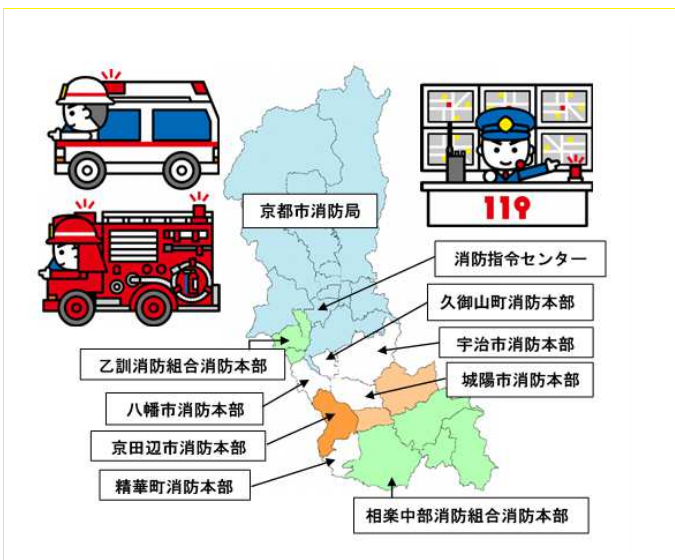 119
京都市消防局
消防指令センター
久御山町消防本部
宇治市消防本部
乙訓消防組合消防本部
城陽市消防本部
八幡市消防本部
京田辺市消防本部
精華町消防本部
相楽中部消防組合消防本部